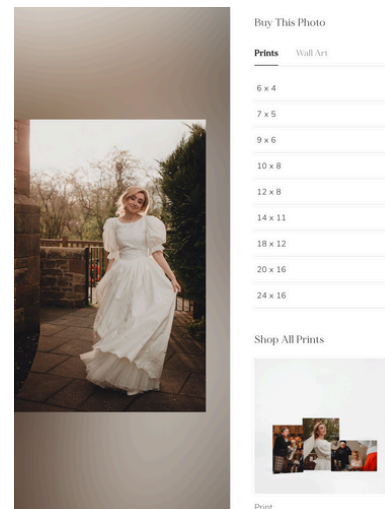 Buy This Photo
Prints Wall Art
6 x 4
7 x 5
9 x 6
10 x 8
12 x 8
14 x 11
18 x 12
20 x 16
24 x 16
Shop All Prints
Print